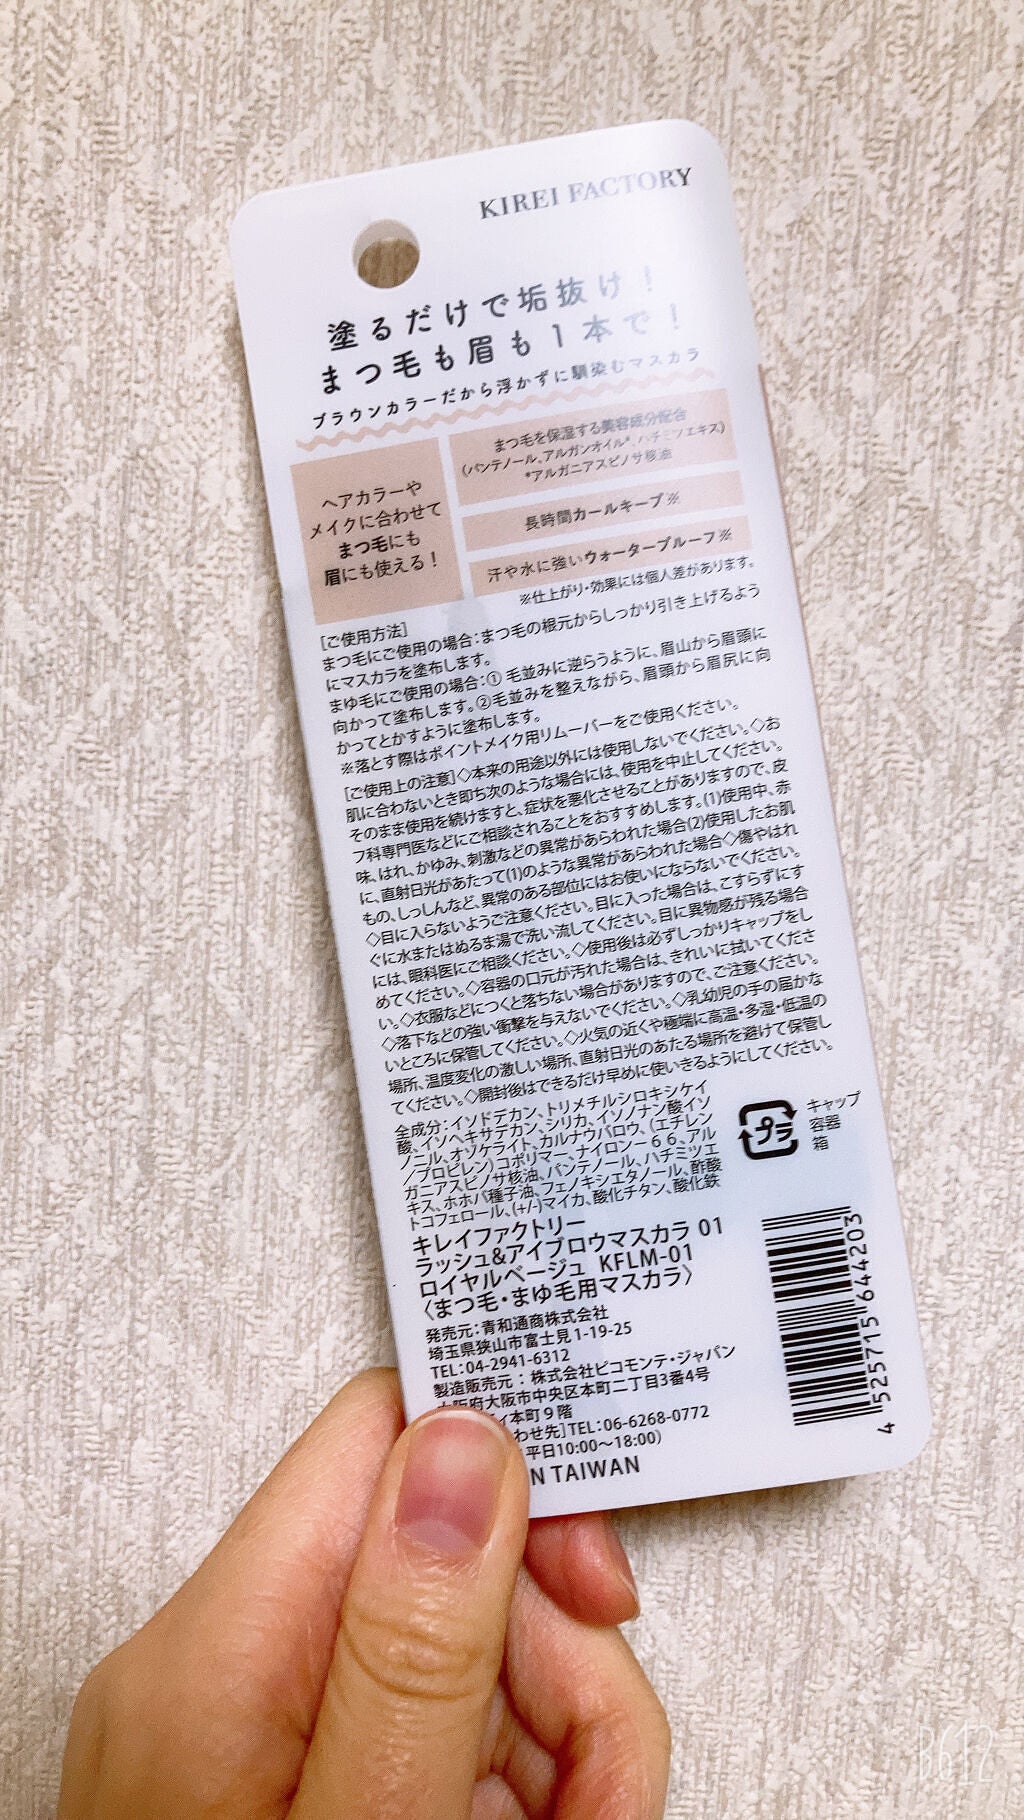 KIREI FACTORY
塗るだけで垢抜け！
まつ毛も眉も1本で！
ブラウンカラーだから浮かずに馴染むマスカラ
ヘアカラーや
メイクに合わせて
まつ毛にも
眉にも使える！
まつ毛を保湿する美容成分配合
(パンテノール、アルガンオイル*、ハチミツエキス)
*アルガニアスピノサ核油
長時間カールキープ※
汗や水に強いウォータープルーフ※
※仕上がり・効果には個人差があります。
[ご使用方法]
まつ毛にご使用の場合：まつ毛の根元からしっかり引き上げるよう
にマスカラを塗布します。
まゆ毛にご使用の場合：① 毛並みに逆らうように、眉山から眉頭に
向かって塗布します。②毛並みを整えながら、眉頭から眉尻に向
かってとかすように塗布します。
※落とす際はポイントメイク用リムーバーをご使用ください。
[ご使用上の注意]◇本来の用途以外には使用しないでください。◇お
肌に合わないとき即ち次のような場合には、使用を中止してください。
そのまま使用を続けますと、症状を悪化させることがありますので、皮
フ科専門医などにご相談されることをおすすめします。(1)使用中、赤
味、はれ、かゆみ、刺激などの異常があらわれた場合(2)使用したお肌
に、直射日光があたって(1)のような異常があらわれた場合◇傷やはれ
もの、しっしんなど、異常のある部位にはお使いにならないでください。
◇目に入らないようご注意ください。目に入った場合は、こすらずにす
ぐに水またはぬるま湯で洗い流してください。目に異物感が残る場合
には、眼科医にご相談ください。◇使用後は必ずしっかりキャップをし
めてください。◇容器の口元が汚れた場合は、きれいに拭いてくださ
い。◇衣服などにつくと落ちない場合がありますので、ご注意ください。
◇落下などの強い衝撃を与えないでください。◇乳幼児の手の届かな
いところに保管してください。◇火気の近くや極端に高温・多湿・低温の
場所、温度変化の激しい場所、直射日光のあたる場所を避けて保管し
てください。◇開封後はできるだけ早めに使いきるようにしてください。
全成分：イソドデカン、トリメチルシロキシケイ
酸、イソヘキサデカン、シリカ、イソノナン酸イソ
ノニル、オゾケライト、カルナウバロウ、(エチレン
/プロピレン)コポリマー、ナイロン－６６、アル
ガニアスピノサ核油、パンテノール、ハチミツエ
キス、ホホバ種子油、フェノキシエタノール、酢酸
トコフェロール、(+/-)マイカ、酸化チタン、酸化鉄
プラ
キャップ
容器
箱
キレイファクトリー
ラッシュ&アイブロウマスカラ 01
ロイヤルベージュ KFLM-01
〈まつ毛・まゆ毛用マスカラ〉
発売元：青和通商株式会社
埼玉県狭山市富士見1-19-25
TEL：04-2941-6312
製造販売元：株式会社ピコモンテ・ジャパン
大阪府大阪市中央区本町二丁目3番4号
本町９階
わせ先]TEL：06-6268-0772
平日10:00〜18:00)
N TAIWAN
4 525715 644203
B612